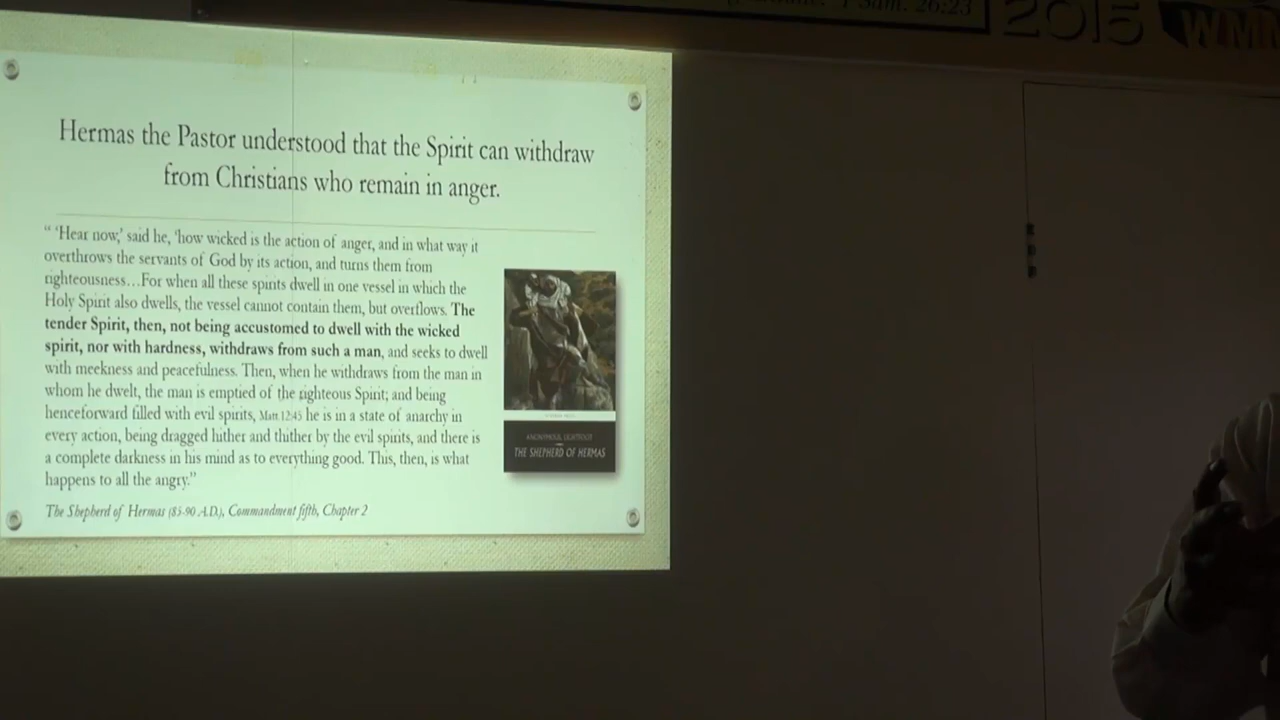 1 Sam. 26:23
2015 WMN
Hermas the Pastor understood that the Spirit can withdraw
from Christians who remain in anger.
“ ‘Hear now,’ said he, ‘how wicked is the action of anger, and in what way it
overthrows the servants of God by its action, and turns them from
righteousness…For when all these spirits dwell in one vessel in which the
Holy Spirit also dwells, the vessel cannot contain them, but overflows. The
tender Spirit, then, not being accustomed to dwell with the wicked
spirit, nor with hardness, withdraws from such a man, and seeks to dwell
with meekness and peacefulness. Then, when he withdraws from the man in
whom he dwelt, the man is emptied of the righteous Spirit; and being
henceforward filled with evil spirits, Matt 12:45 he is in a state of anarchy in
every action, being dragged hither and thither by the evil spirits, and there is
a complete darkness in his mind as to everything good. This, then, is what
happens to all the angry.”
The Shepherd of Hermas (85-90 A.D.), Commandment fifth, Chapter 2
ANONYMOUS, LIGHTFOOT
THE SHEPHERD OF HERMAS